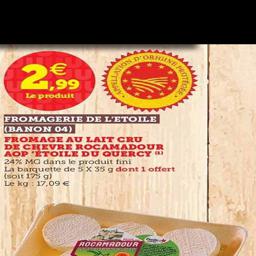 2€,99
Le produit
APPELLATION D'ORIGINE PROTÉGÉE
FROMAGERIE DE L'ETOILE
(BANON 04)
FROMAGE AU LAIT CRU
DE CHEVRE ROCAMADOUR
AOP "ETOILE DU QUERCY"
24% MG dans le produit fini
La barquette de 5 X 35 g dont 1 offert
(soit 175 g)
Le kg : 17,09 €
ROCAMADOUR